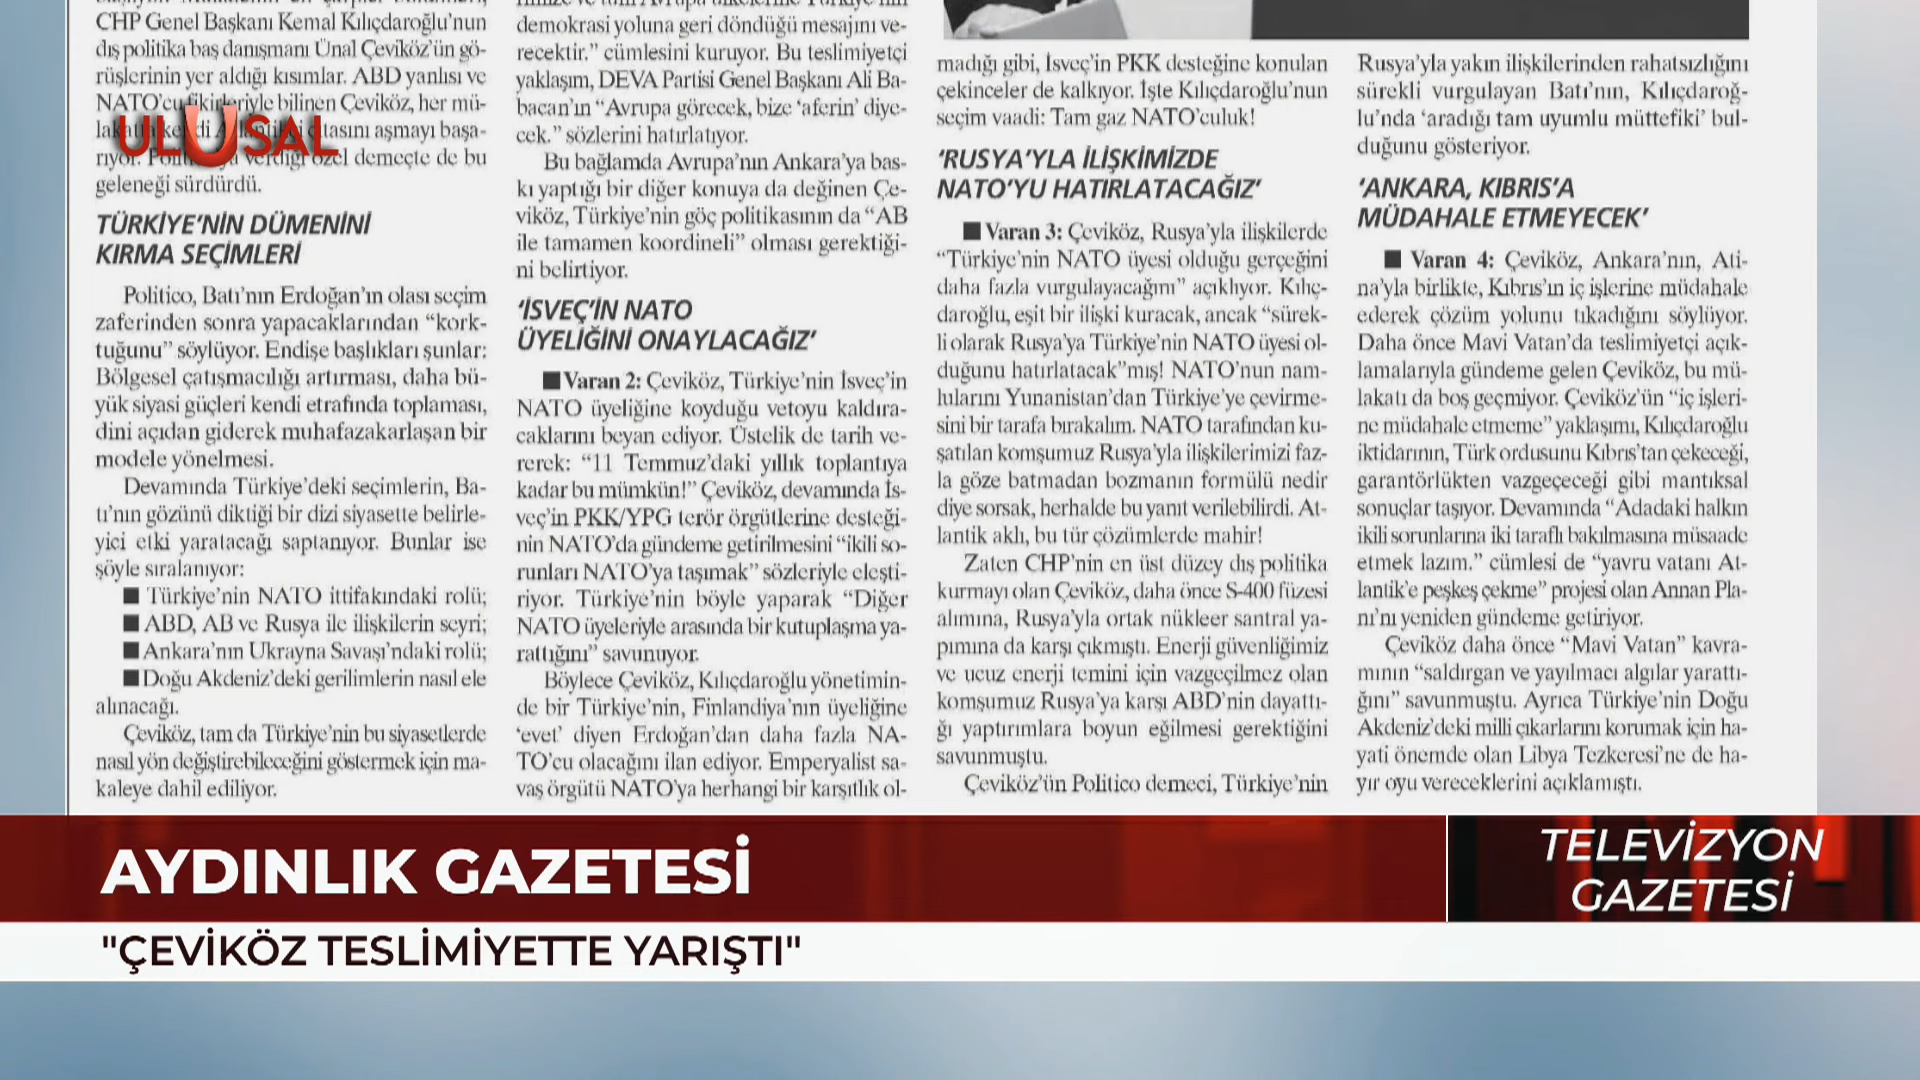 CHP Genel Başkanı Kemal Kılıçdaroğlu’nun
dış politika baş danışmanı Ünal Çeviköz’ün gö-
rüşlerinin yer aldığı kısımlar. ABD yanlısı ve
NATO’cu fikirleriyle bilinen Çeviköz, her mü-
ULUSAL
çıtasını aşmayı başa-
rıyor. verdiği özel demeçte de bu
geleneği sürdürdü.
TÜRKİYE’NİN DÜMENİNİ
KIRMA SEÇİMLERİ
Politico, Batı’nın Erdoğan’ın olası seçim
zaferinden sonra yapacaklarından “kork-
tuğunu” söylüyor. Endişe başlıkları şunlar:
Bölgesel çatışmacılığı artırması, daha bü-
yük siyasi güçleri kendi etrafında toplaması,
dini açıdan giderek muhafazakarlaşan bir
modele yönelmesi.
Devamında Türkiye’deki seçimlerin, Ba-
tı’nın gözünü diktiği bir dizi siyasette belirle-
yici etki yaratacağı saptanıyor. Bunlar ise
şöyle sıralanıyor:
■ Türkiye’nin NATO ittifakındaki rolü;
■ ABD, AB ve Rusya ile ilişkilerin seyri;
■ Ankara’nın Ukrayna Savaşı’ndaki rolü;
■ Doğu Akdeniz’deki gerilimlerin nasıl ele
alınacağı.
Çeviköz, tam da Türkiye’nin bu siyasetlerde
nasıl yön değiştirebileceğini göstermek için ma-
kaleye dahil ediliyor.
demokrasi yoluna geri döndüğü mesajını ve-
recektir.” cümlesini kuruyor. Bu teslimiyetçi
yaklaşım, DEVA Partisi Genel Başkanı Ali Ba-
bacan’ın “Avrupa görecek, bize ‘aferin’ diye-
cek.” sözlerini hatırlatıyor.
Bu bağlamda Avrupa’nın Ankara’ya bas-
kı yaptığı bir diğer konuya da değinen Çe-
viköz, Türkiye’nin göç politikasının da “AB
ile tamamen koordineli” olması gerektiği-
ni belirtiyor.
‘İSVEÇ’İN NATO
ÜYELİĞİNİ ONAYLACAĞIZ’
■ Varan 2: Çeviköz, Türkiye’nin İsveç’in
NATO üyeliğine koyduğu vetoyu kaldıra-
caklarını beyan ediyor. Üstelik de tarih ve-
rerek: “11 Temmuz’daki yıllık toplantıya
kadar bu mümkün!” Çeviköz, devamında İs-
veç’in PKK/YPG terör örgütlerine desteği-
nin NATO’da gündeme getirilmesini “ikili so-
runları NATO’ya taşımak” sözleriyle eleşti-
riyor. Türkiye’nin böyle yaparak “Diğer
NATO üyeleriyle arasında bir kutuplaşma ya-
rattığını” savunuyor.
Böylece Çeviköz, Kılıçdaroğlu yönetimin-
de bir Türkiye’nin, Finlandiya’nın üyeliğine
‘evet’ diyen Erdoğan’dan daha fazla NA-
TO’cu olacağını ilan ediyor. Emperyalist sa-
vaş örgütü NATO’ya herhangi bir karşıtlık ol-
madığı gibi, İsveç’in PKK desteğine konulan
çekinceler de kalkıyor. İşte Kılıçdaroğlu’nun
seçim vaadi: Tam gaz NATO’culuk!
‘RUSYA’YLA İLİŞKİMİZDE
NATO’YU HATIRLATACAĞIZ’
■ Varan 3: Çeviköz, Rusya’yla ilişkilerde
“Türkiye’nin NATO üyesi olduğu gerçeğini
daha fazla vurgulayacağını” açıklıyor. Kılıç-
daroğlu, eşit bir ilişki kuracak, ancak “sürek-
li olarak Rusya’ya Türkiye’nin NATO üyesi ol-
duğunu hatırlatacak”mış! NATO’nun nam-
lularını Yunanistan’dan Türkiye’ye çevirme-
sini bir tarafa bırakalım. NATO tarafından ku-
şatılan komşumuz Rusya’yla ilişkilerimizi faz-
la göze batmadan bozmanın formülü nedir
diye sorsak, herhalde bu yanıt verilebilirdi. At-
lantik aklı, bu tür çözümlerde mahir!
Zaten CHP’nin en üst düzey dış politika
kurmayı olan Çeviköz, daha önce S-400 füzesi
alımına, Rusya’yla ortak nükleer santral ya-
pımına da karşı çıkmıştı. Enerji güvenliğimiz
ve ucuz enerji temini için vazgeçilmez olan
komşumuz Rusya’ya karşı ABD’nin dayattı-
ğı yaptırımlara boyun eğilmesi gerektiğini
savunmuştu.
Çeviköz’ün Politico demeci, Türkiye’nin
Rusya’yla yakın ilişkilerinden rahatsızlığını
sürekli vurgulayan Batı’nın, Kılıçdaroğ-
lu’nda ‘aradığı tam uyumlu müttefiki’ bul-
duğunu gösteriyor.
‘ANKARA, KIBRIS’A
MÜDAHALE ETMEYECEK’
■ Varan 4: Çeviköz, Ankara’nın, Ati-
na’yla birlikte, Kıbrıs’ın iç işlerine müdahale
ederek çözüm yolunu tıkadığını söylüyor.
Daha önce Mavi Vatan’da teslimiyetçi açık-
lamalarıyla gündeme gelen Çeviköz, bu mü-
lakatı da boş geçmiyor. Çeviköz’ün “iç işleri-
ne müdahale etmeme” yaklaşımı, Kılıçdaroğlu
iktidarının, Türk ordusunu Kıbrıs’tan çekeceği,
garantörlükten vazgeçeceği gibi mantıksal
sonuçlar taşıyor. Devamında “Adadaki halkın
ikili sorunlarına iki taraflı bakılmasına müsaade
etmek lazım.” cümlesi de “yavru vatanı At-
lantik’e peşkeş çekme” projesi olan Annan Pla-
nı’nı yeniden gündeme getiriyor.
Çeviköz daha önce “Mavi Vatan” kavra-
mının “saldırgan ve yayılmacı algılar yarattı-
ğını” savunmuştu. Ayrıca Türkiye’nin Doğu
Akdeniz’deki milli çıkarlarını korumak için ha-
yati önemde olan Libya Tezkeresi’ne de ha-
yır oyu vereceklerini açıklamıştı.
AYDINLIK GAZETESİ
TELEVİZYON
GAZETESİ
"ÇEVİKÖZ TESLİMİYETTE YARIŞTI"